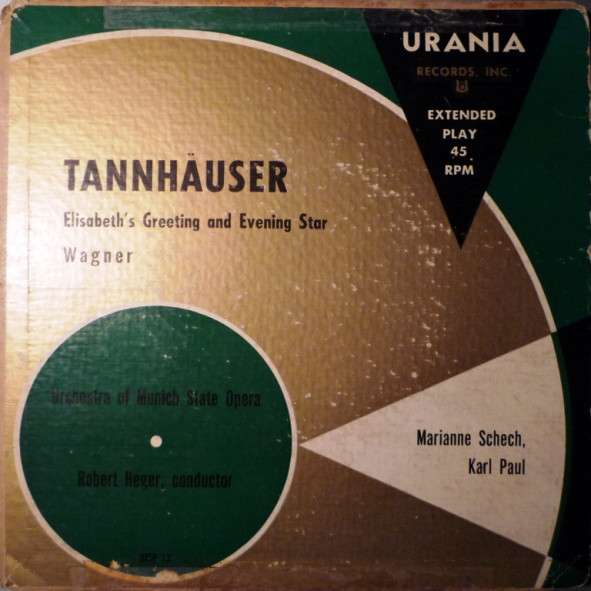 URANIA
RECORDS, INC.
EXTENDED
PLAY
45
RPM
TANNHÄUSER
Elisabeth's Greeting and Evening Star
Wagner
Orchestra of Munich State Opera
Robert Heger, conductor
Marianne Schech,
Karl Paul